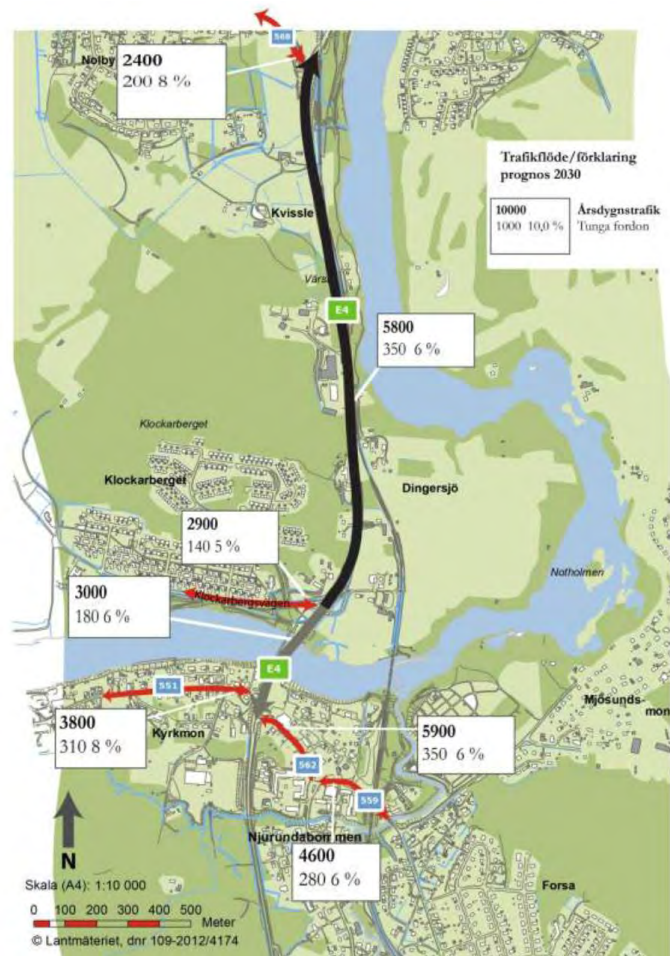 568
Nolby
2400
200 8 %
Trafikflöde/förklaring
prognos 2030
10000
1000 10,0 %
Årsdygnstrafik
Tunga fordon
Kvissle
E4
5800
350 6 %
Klockarberget
Klockarberget
Dingersjö
2900
140 5 %
Notholmen
3000
180 6 %
Klockarbergsvägen
E4
551
Mjösunds-
mon
3800
310 8 %
Kyrkmon
5900
350 6 %
562
559
Njurundabommen
4600
280 6 %
N
Forsa
Skala (A4): 1:10 000
0 100 200 300 400 500
Meter
© Lantmäteriet, dnr 109-2012/4174